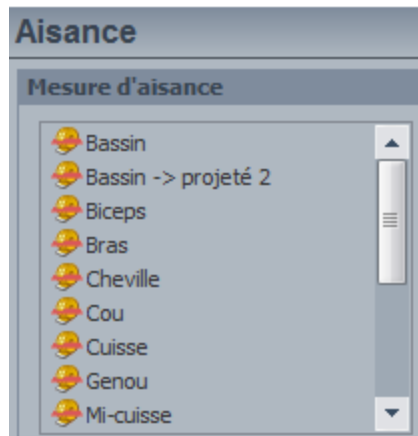 Aisance
Mesure d'aisance
Bassin
Bassin -> projeté 2
Biceps
Bras
Cheville
Cou
Cuisse
Genou
Mi-cuisse